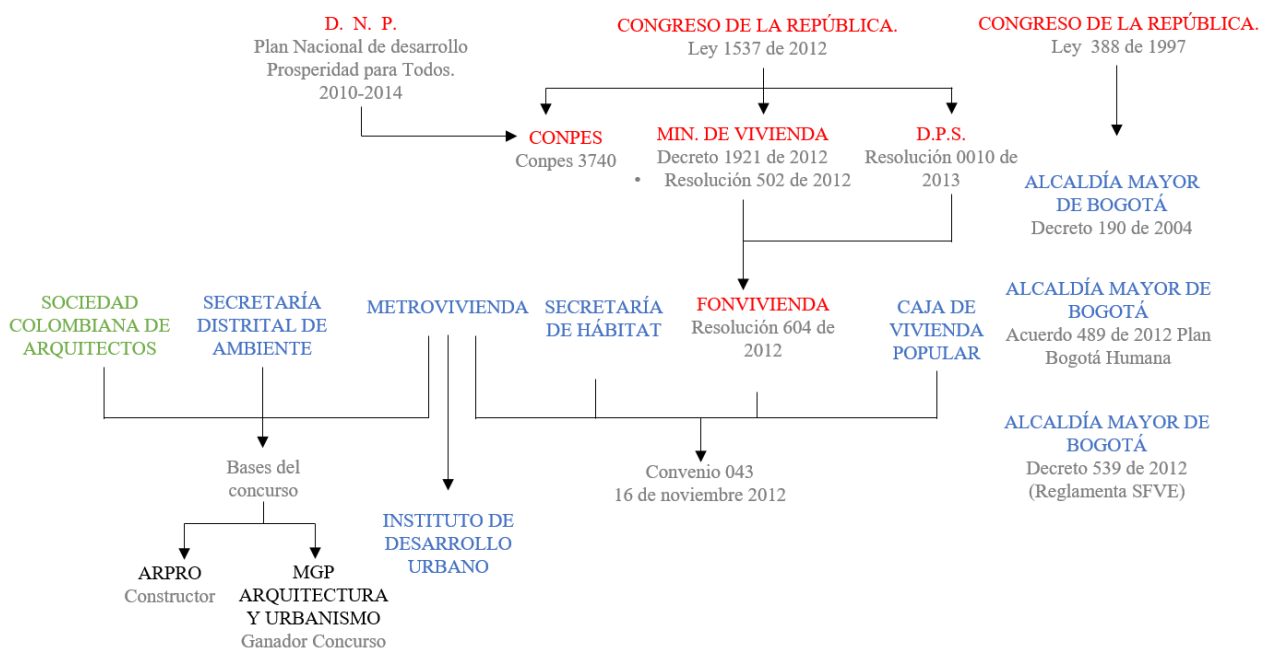 D. N. P.
Plan Nacional de desarrollo
Prosperidad para Todos.
2010-2014
CONGRESO DE LA REPÚBLICA.
Ley 1537 de 2012
CONGRESO DE LA REPÚBLICA.
Ley 388 de 1997
CONPES
Conpes 3740
MIN. DE VIVIENDA
Decreto 1921 de 2012
• Resolución 502 de 2012
D.P.S.
Resolución 0010 de
2013
ALCALDÍA MAYOR
DE BOGOTÁ
Decreto 190 de 2004
SOCIEDAD
COLOMBIANA DE
ARQUITECTOS
SECRETARÍA
DISTRITAL DE
AMBIENTE
METROVIVIENDA
SECRETARÍA
DE HÁBITAT
FONVIVIENDA
Resolución 604 de
2012
CAJA DE
VIVIENDA
POPULAR
ALCALDÍA MAYOR DE
BOGOTÁ
Acuerdo 489 de 2012 Plan
Bogotá Humana
ALCALDÍA MAYOR DE
BOGOTÁ
Decreto 539 de 2012
(Reglamenta SFVE)
Bases del
concurso
Convenio 043
16 de noviembre 2012
INSTITUTO DE
DESARROLLO
URBANO
ARPRO
Constructor
MGP
ARQUITECTURA
Y URBANISMO
Ganador Concurso